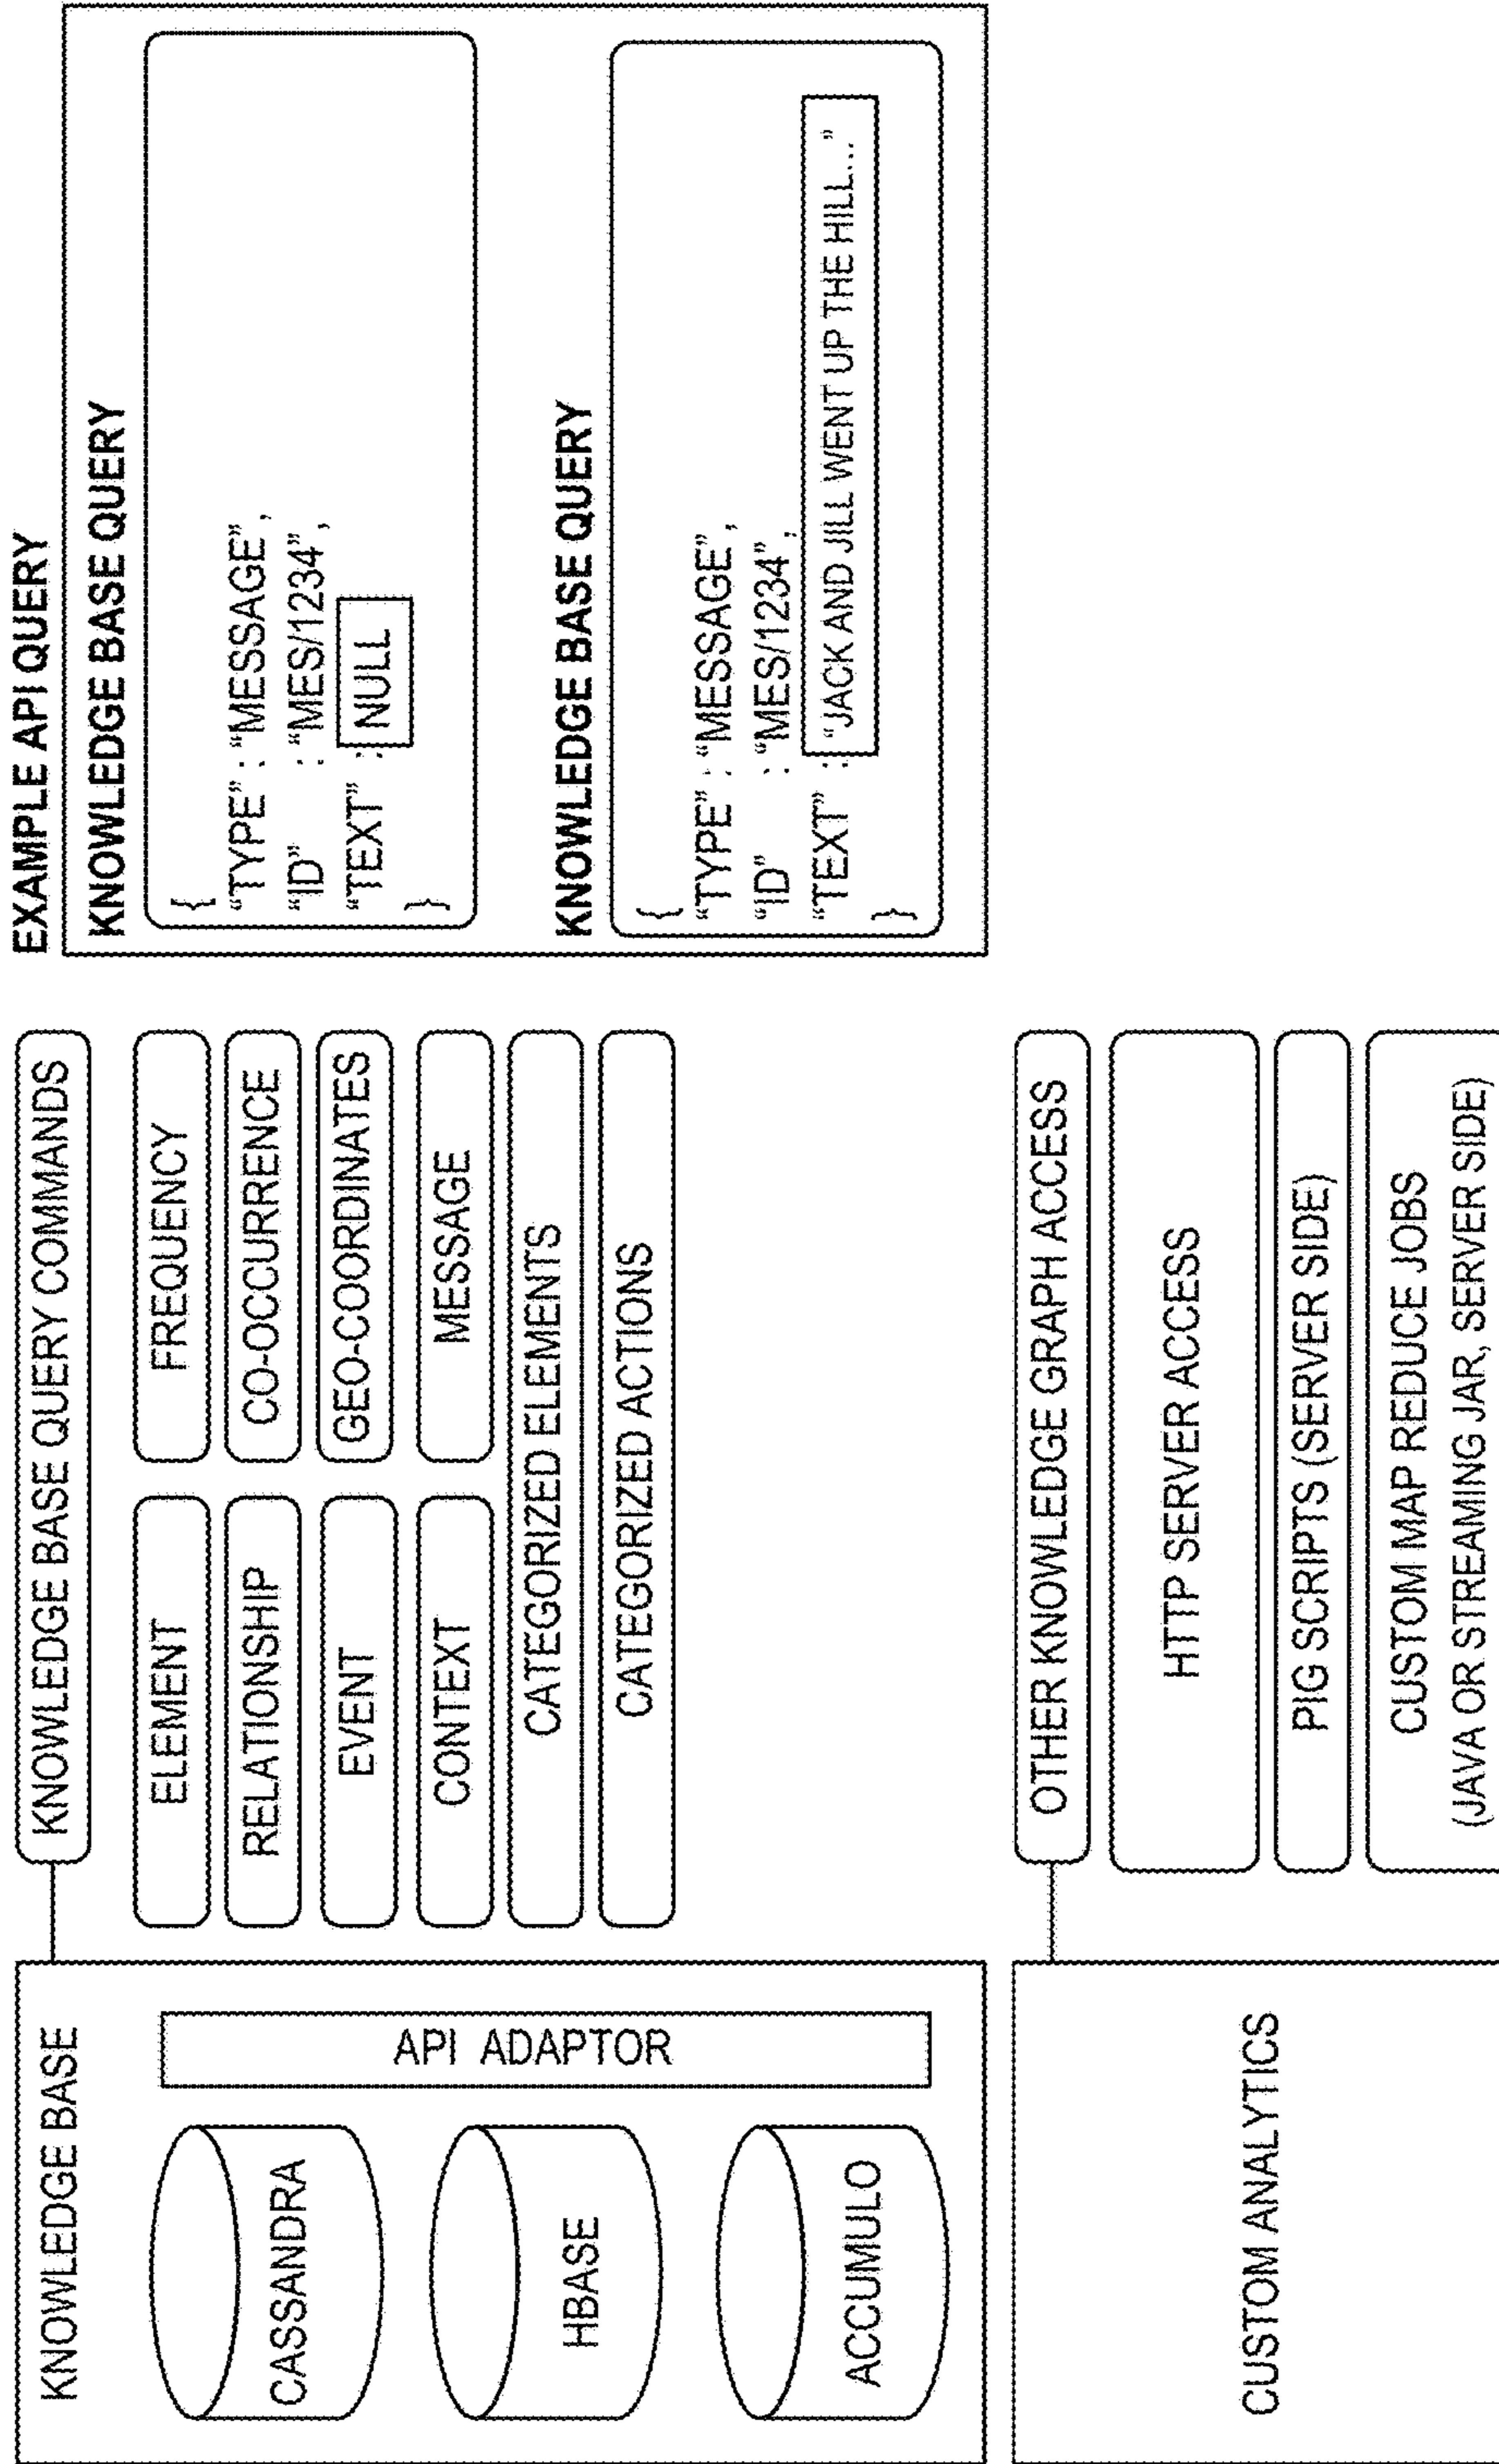 KNOWLEDGE BASE
CASSANDRA
HBASE
ACCUMULO
API ADAPTOR
KNOWLEDGE BASE QUERY COMMANDS
ELEMENT
FREQUENCY
RELATIONSHIP
CO-OCCURRENCE
EVENT
GEO-COORDINATES
CONTEXT
MESSAGE
CATEGORIZED ELEMENTS
CATEGORIZED ACTIONS
EXAMPLE API QUERY
KNOWLEDGE BASE QUERY
{
“TYPE” : “MESSAGE”,
“ID” : “MES/1234”,
“TEXT” : NULL
}
KNOWLEDGE BASE QUERY
{
“TYPE” : “MESSAGE”,
“ID” : “MES/1234”,
“TEXT” : “JACK AND JILL WENT UP THE HILL...”
}
CUSTOM ANALYTICS
OTHER KNOWLEDGE GRAPH ACCESS
HTTP SERVER ACCESS
PIG SCRIPTS (SERVER SIDE)
CUSTOM MAP REDUCE JOBS
(JAVA OR STREAMING JAR, SERVER SIDE)